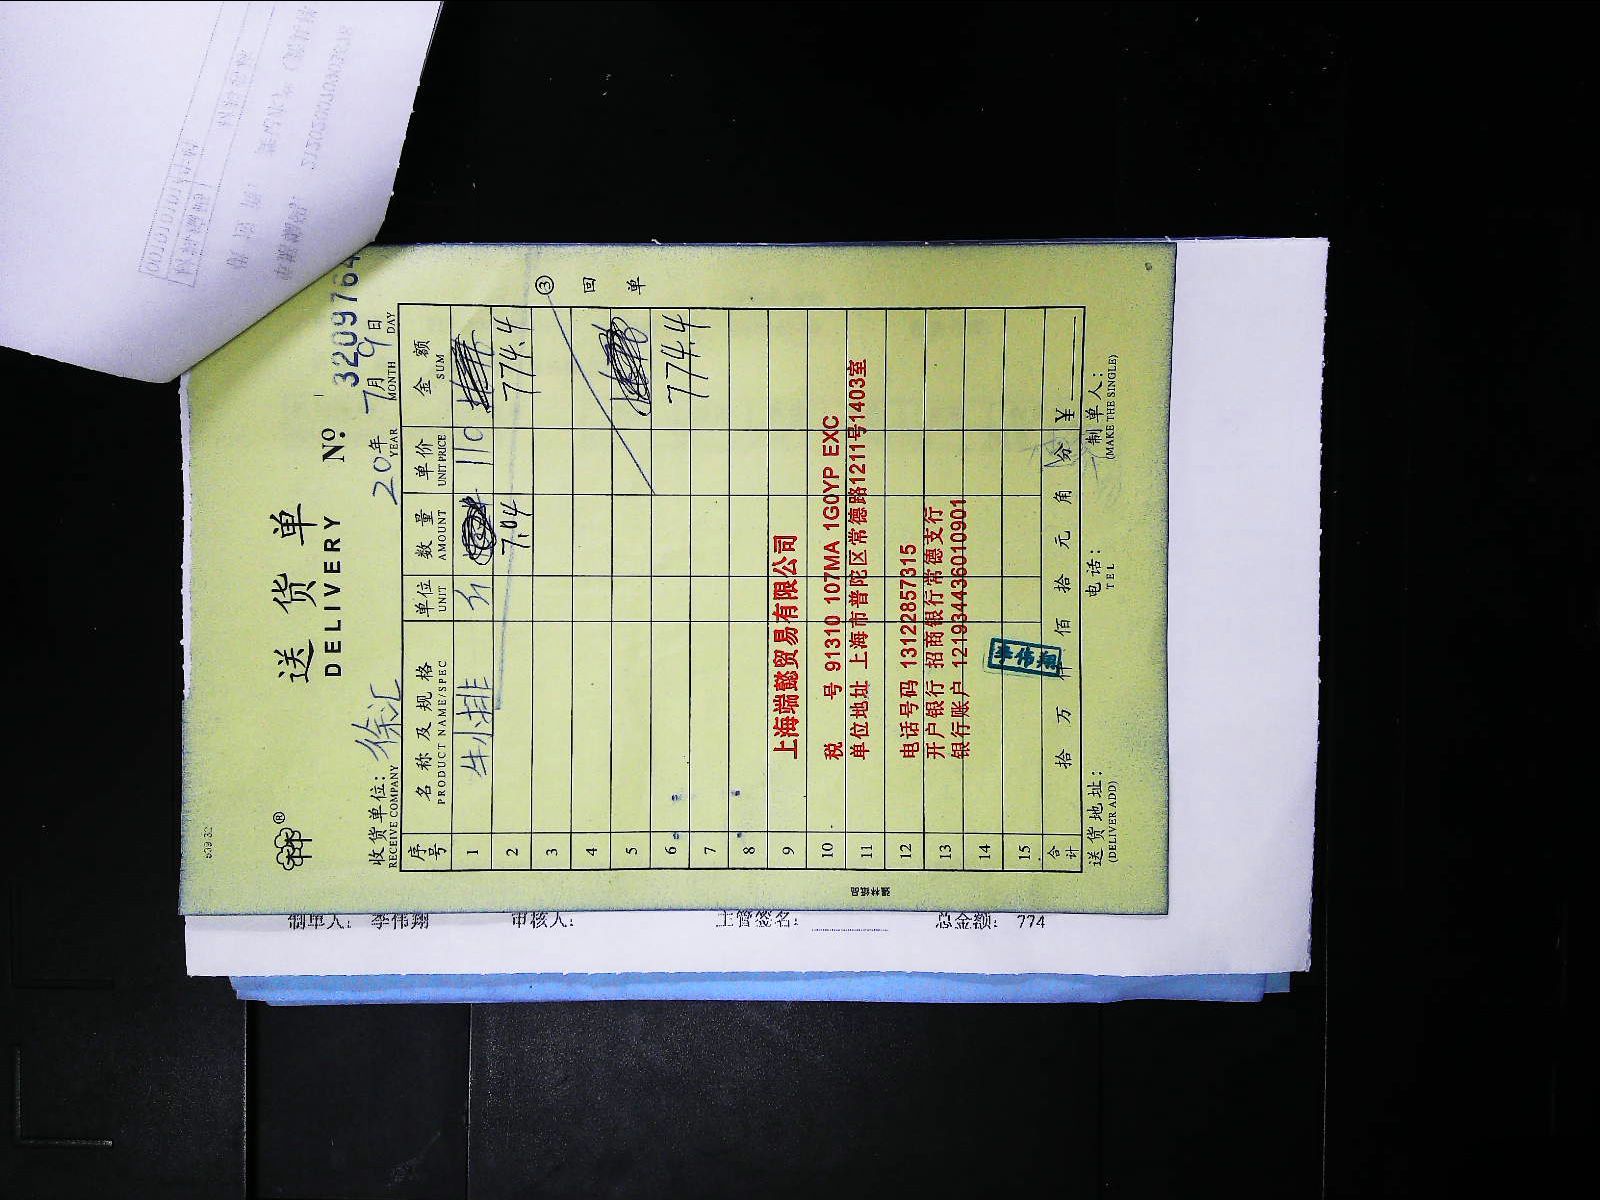 送货单
DELIVERY
№ 3209764
收货单位: 徐汇
RECEIVE COMPANY
20年 7月 9日
YEAR MONTH DAY
序号 名称及规格 单位 数量 单价 金额
PRODUCT NAME/SPEC UNIT AMOUNT UNIT PRICE SUM
1 牛小排 斤 110
2 7.04 774.4
3
4
5
6 774.4
7
8
9
10
11
12
13
14
15
③ 回单
上海端懿贸易有限公司
税 号 91310 107MA 1G0YP EXC
单位地址 上海市普陀区常德路1211号1403室
电话号码 13122857315
开户银行 招商银行常德支行
银行账户 121934436010901
李伟翔
合计 拾 万 仟 佰 拾 元 角 分 ¥
送货地址: 电话: 制单人:
(DELIVER ADD) TEL (MAKE THE SINGLE)
制单人: 李伟翔 审核人: 主管签名: 总金额: 774